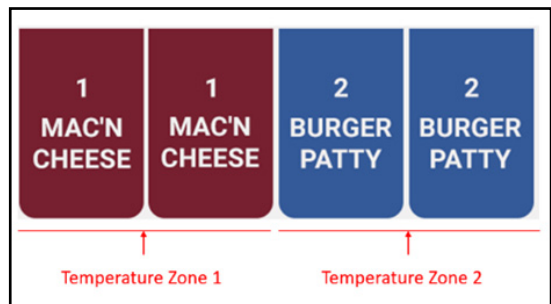 1
MAC'N
CHEESE
1
MAC'N
CHEESE
2
BURGER
PATTY
2
BURGER
PATTY
Temperature Zone 1
Temperature Zone 2